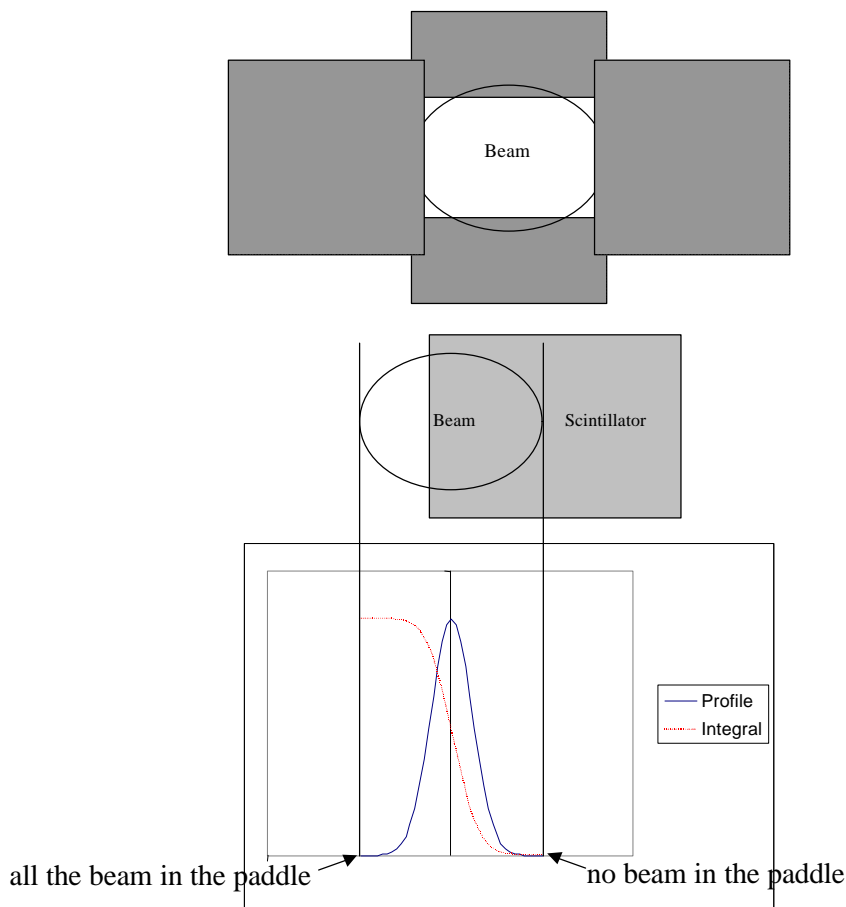 Beam
Beam
Scintillator
Profile
Integral
all the beam in the paddle
no beam in the paddle